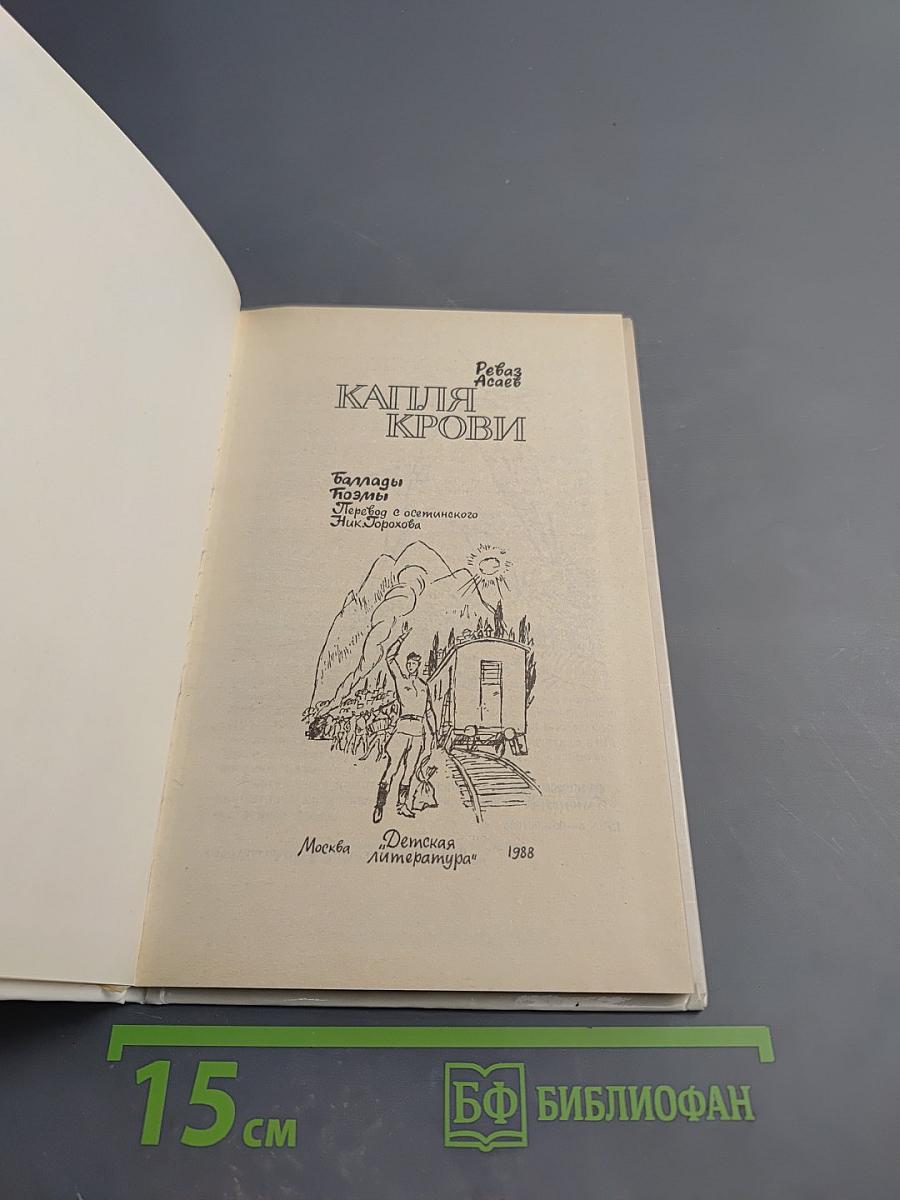 Реваз
Асаев
КАПЛЯ
КРОВИ
Баллады
Поэмы
Перевод с осетинского
Ник. Горохова
Москва „Детская литература“ 1988
15 см
БФ БИБЛИОФАН